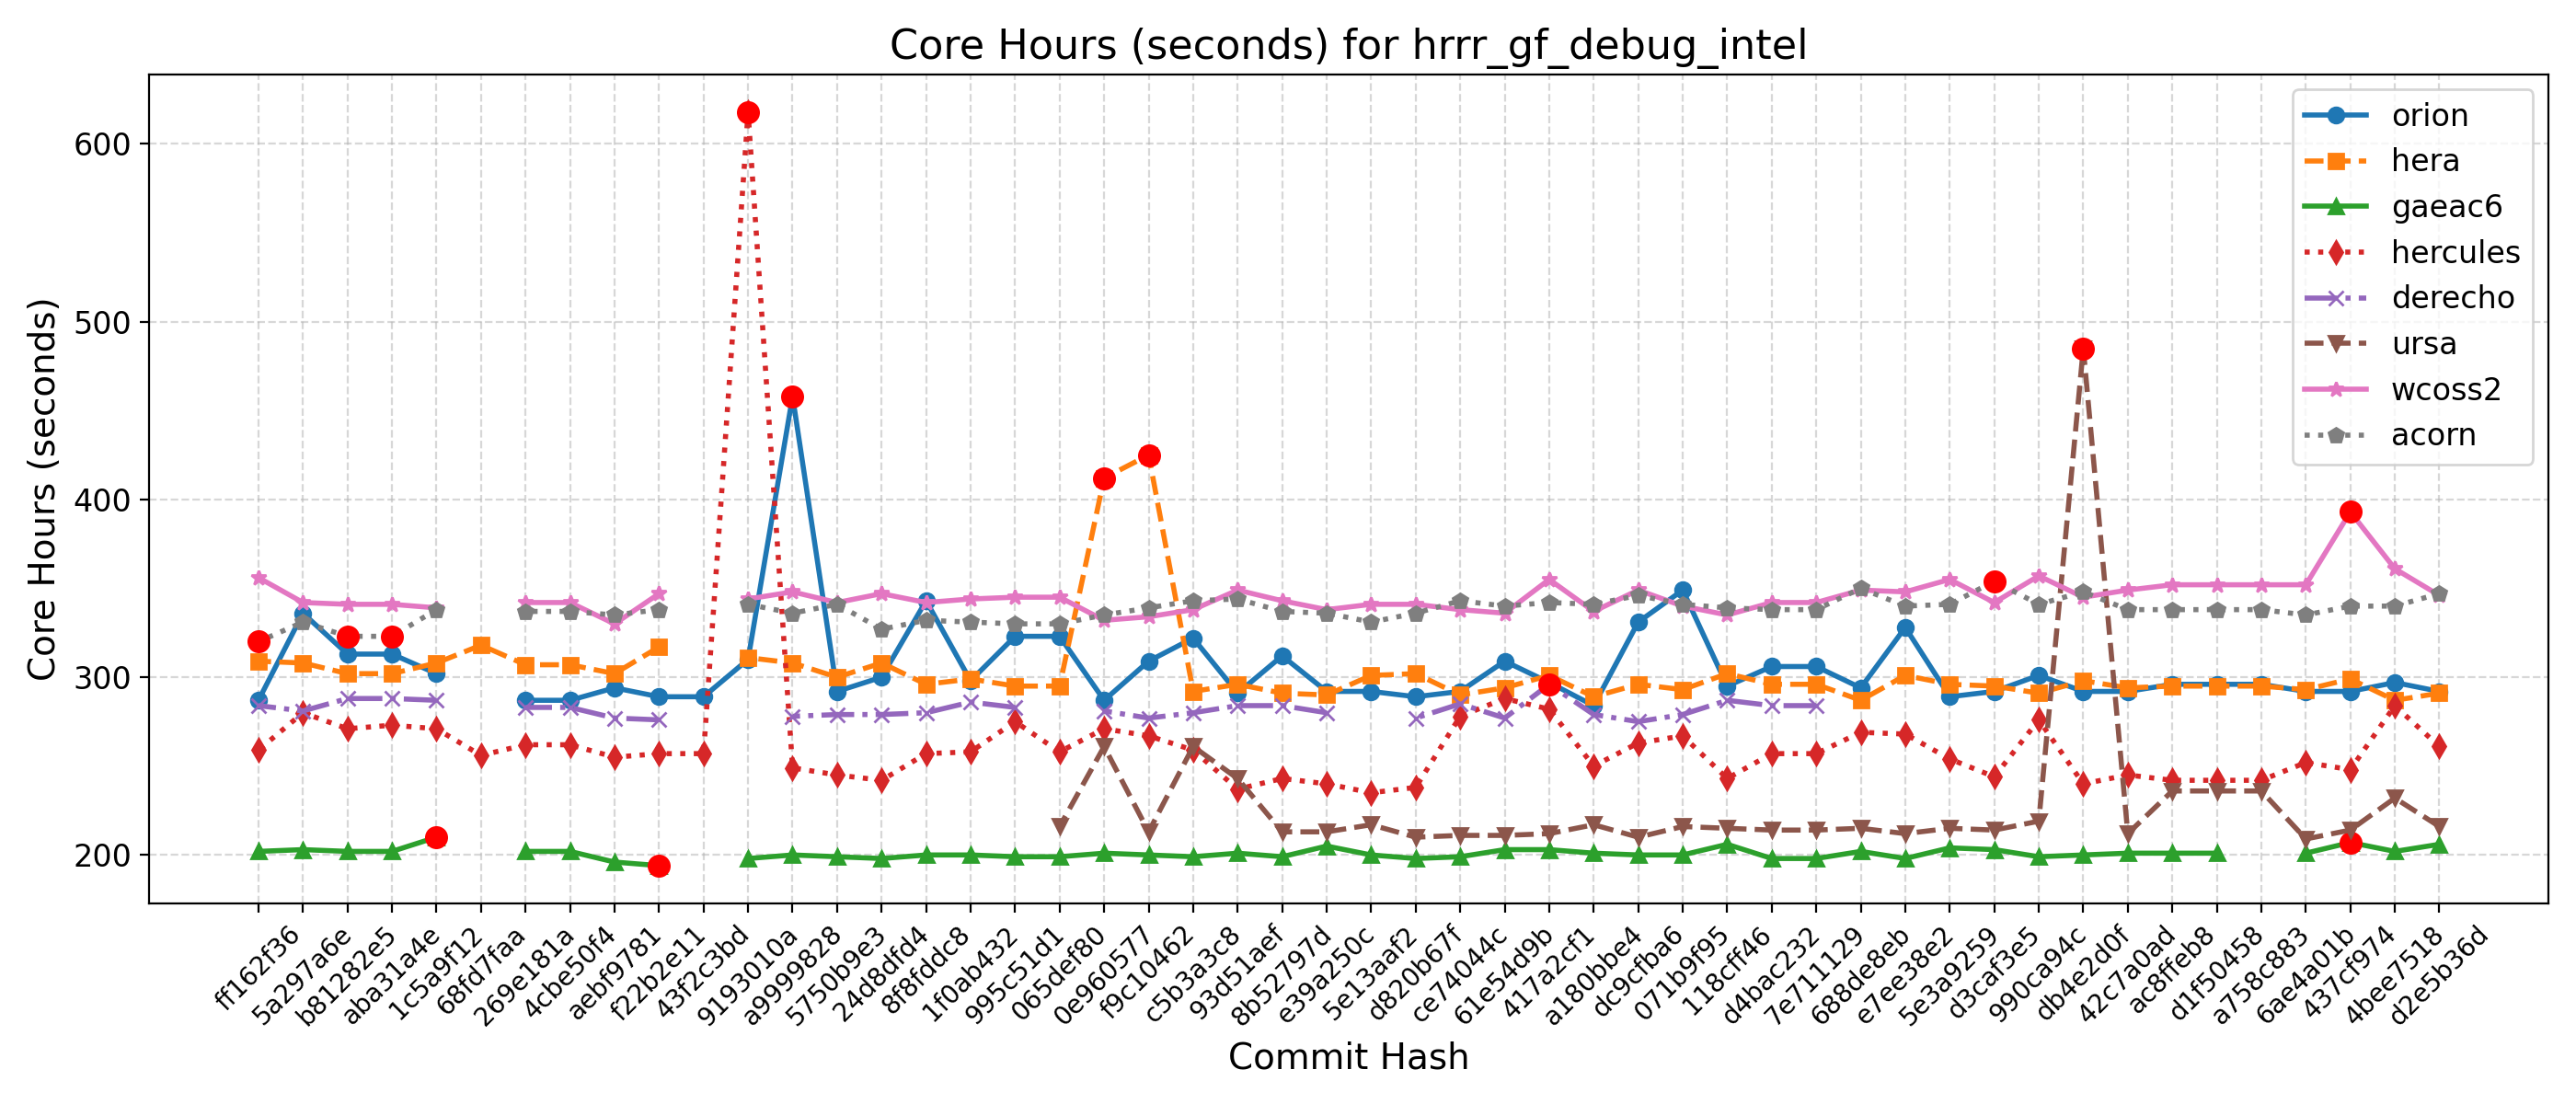 Core Hours (seconds) for hrrr_gf_debug_intel
Core Hours (seconds)
600
500
400
300
200
orion
hera
gaeac6
hercules
derecho
ursa
wcoss2
acorn
ff162f36
5a297a6e
b81282e5
aba31a4e
1c5a9f12
68fd7faa
269e181a
4cbe50f4
aebf9781
f22b2e11
43f2c3bd
9193010a
a9999828
5750b9e3
24d8dfd4
8f8fddc8
1f0ab432
995c51d1
065def80
0e960577
f9c10462
c5b3a3c8
93d51aef
8b52797d
e39a250c
5e13aaf2
d820b67f
ce74044c
61e54d9b
417a2cf1
a180bbe4
dc9cfba6
071b9f95
118cff46
d4bac232
7e711129
688de8eb
e7ee38e2
5e3a9259
d3caf3e5
990ca94c
db4e2d0f
42c7a0ad
ac8ffeb8
d1f50458
a758c883
6ae4a01b
437cf974
4bee7518
d2e5b36d
Commit Hash